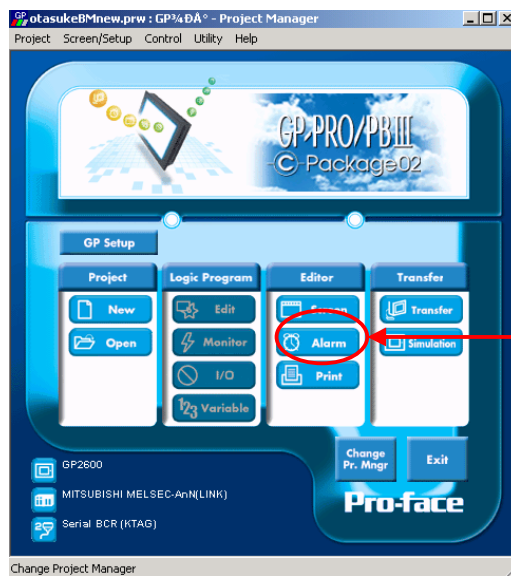 otasukeBMnew.prw : GP¾ÐÅ° - Project Manager
Project Screen/Setup Control Utility Help
GP-PRO/PBIII
C-Package02
GP Setup
Project Logic Program Editor Transfer
New Edit Screen Transfer
Open Monitor Alarm Simulation
I/O Print
123 Variable
Change Pr. Mngr Exit
GP2600
MITSUBISHI MELSEC-AnN(LINK)
Pro-face
Serial BCR (KTAG)
Change Project Manager